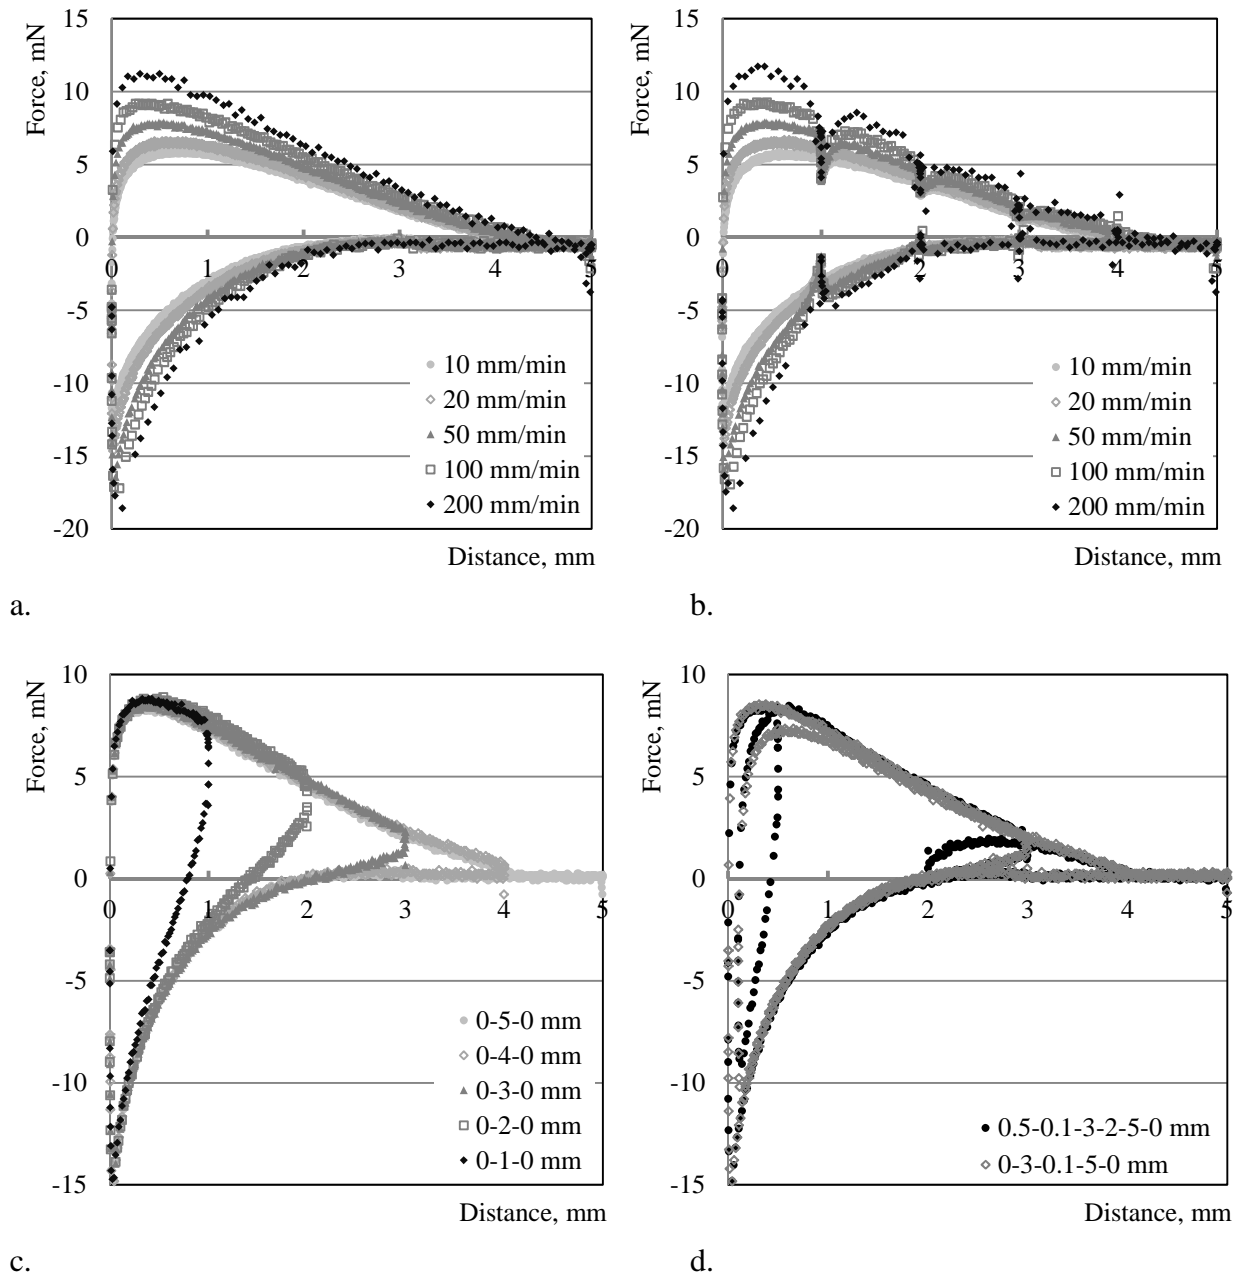 Force, mN
15
10
5
0
-5
-10
-15
-20
0
1
2
3
4
5
10 mm/min
20 mm/min
50 mm/min
100 mm/min
200 mm/min
Distance, mm
a.
Force, mN
15
10
5
0
-5
-10
-15
-20
0
1
2
3
4
5
10 mm/min
20 mm/min
50 mm/min
100 mm/min
200 mm/min
Distance, mm
b.
Force, mN
10
5
0
-5
-10
-15
0
1
2
3
4
5
0-5-0 mm
0-4-0 mm
0-3-0 mm
0-2-0 mm
0-1-0 mm
Distance, mm
c.
Force, mN
10
5
0
-5
-10
-15
0
1
2
3
4
5
0.5-0.1-3-2-5-0 mm
0-3-0.1-5-0 mm
Distance, mm
d.